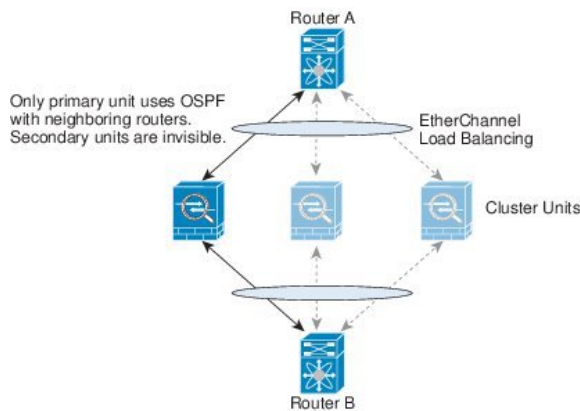 Router A
Only primary unit uses OSPF
with neighboring routers.
Secondary units are invisible.
EtherChannel
Load Balancing
Cluster Units
Router B